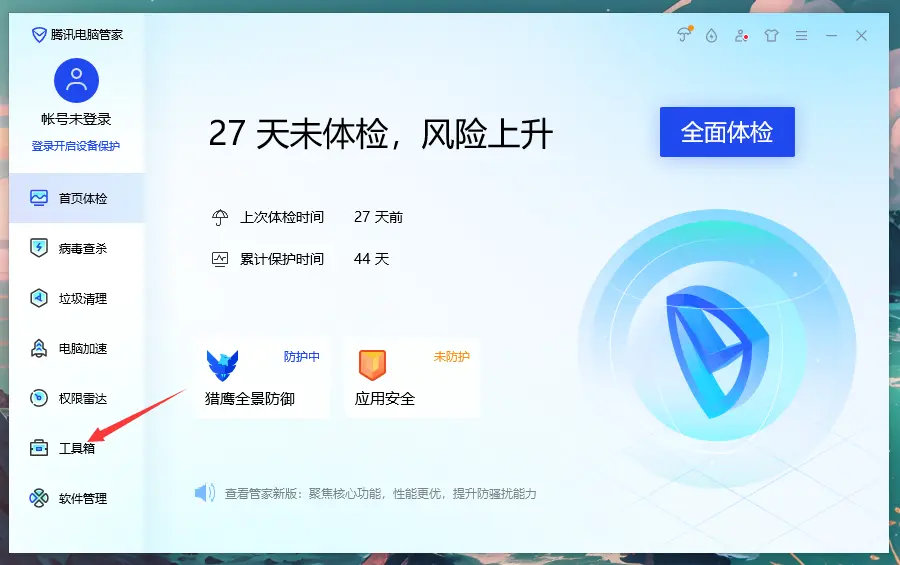 腾讯电脑管家
帐号未登录
登录开启设备保护
首页体检
病毒查杀
垃圾清理
电脑加速
权限雷达
工具箱
软件管理
27 天未体检，风险上升
全面体检
上次体检时间 27 天前
累计保护时间 44 天
防护中
猎鹰全景防御
未防护
应用安全
查看管家新版：聚焦核心功能，性能更优，提升防骚扰能力